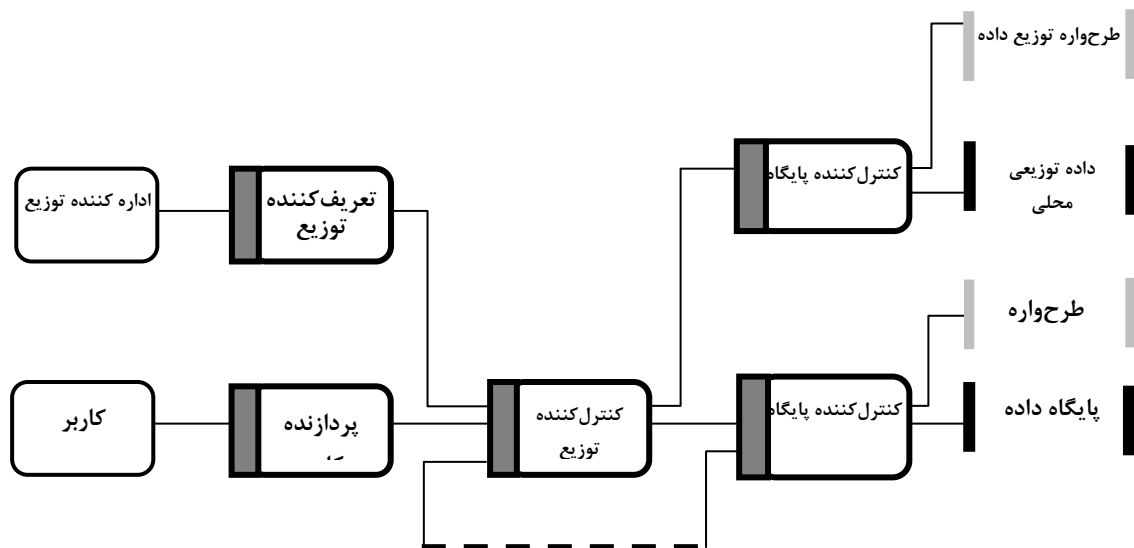 طرح‌واره توزیع داده
کنترل‌کننده پایگاه
داده توزیعی
محلی
تعریف‌کننده
توزیع
اداره کننده توزیع
طرح‌واره
کنترل‌کننده پایگاه
پایگاه داده
کنترل‌کننده
توزیع
پردازنده
کاربر